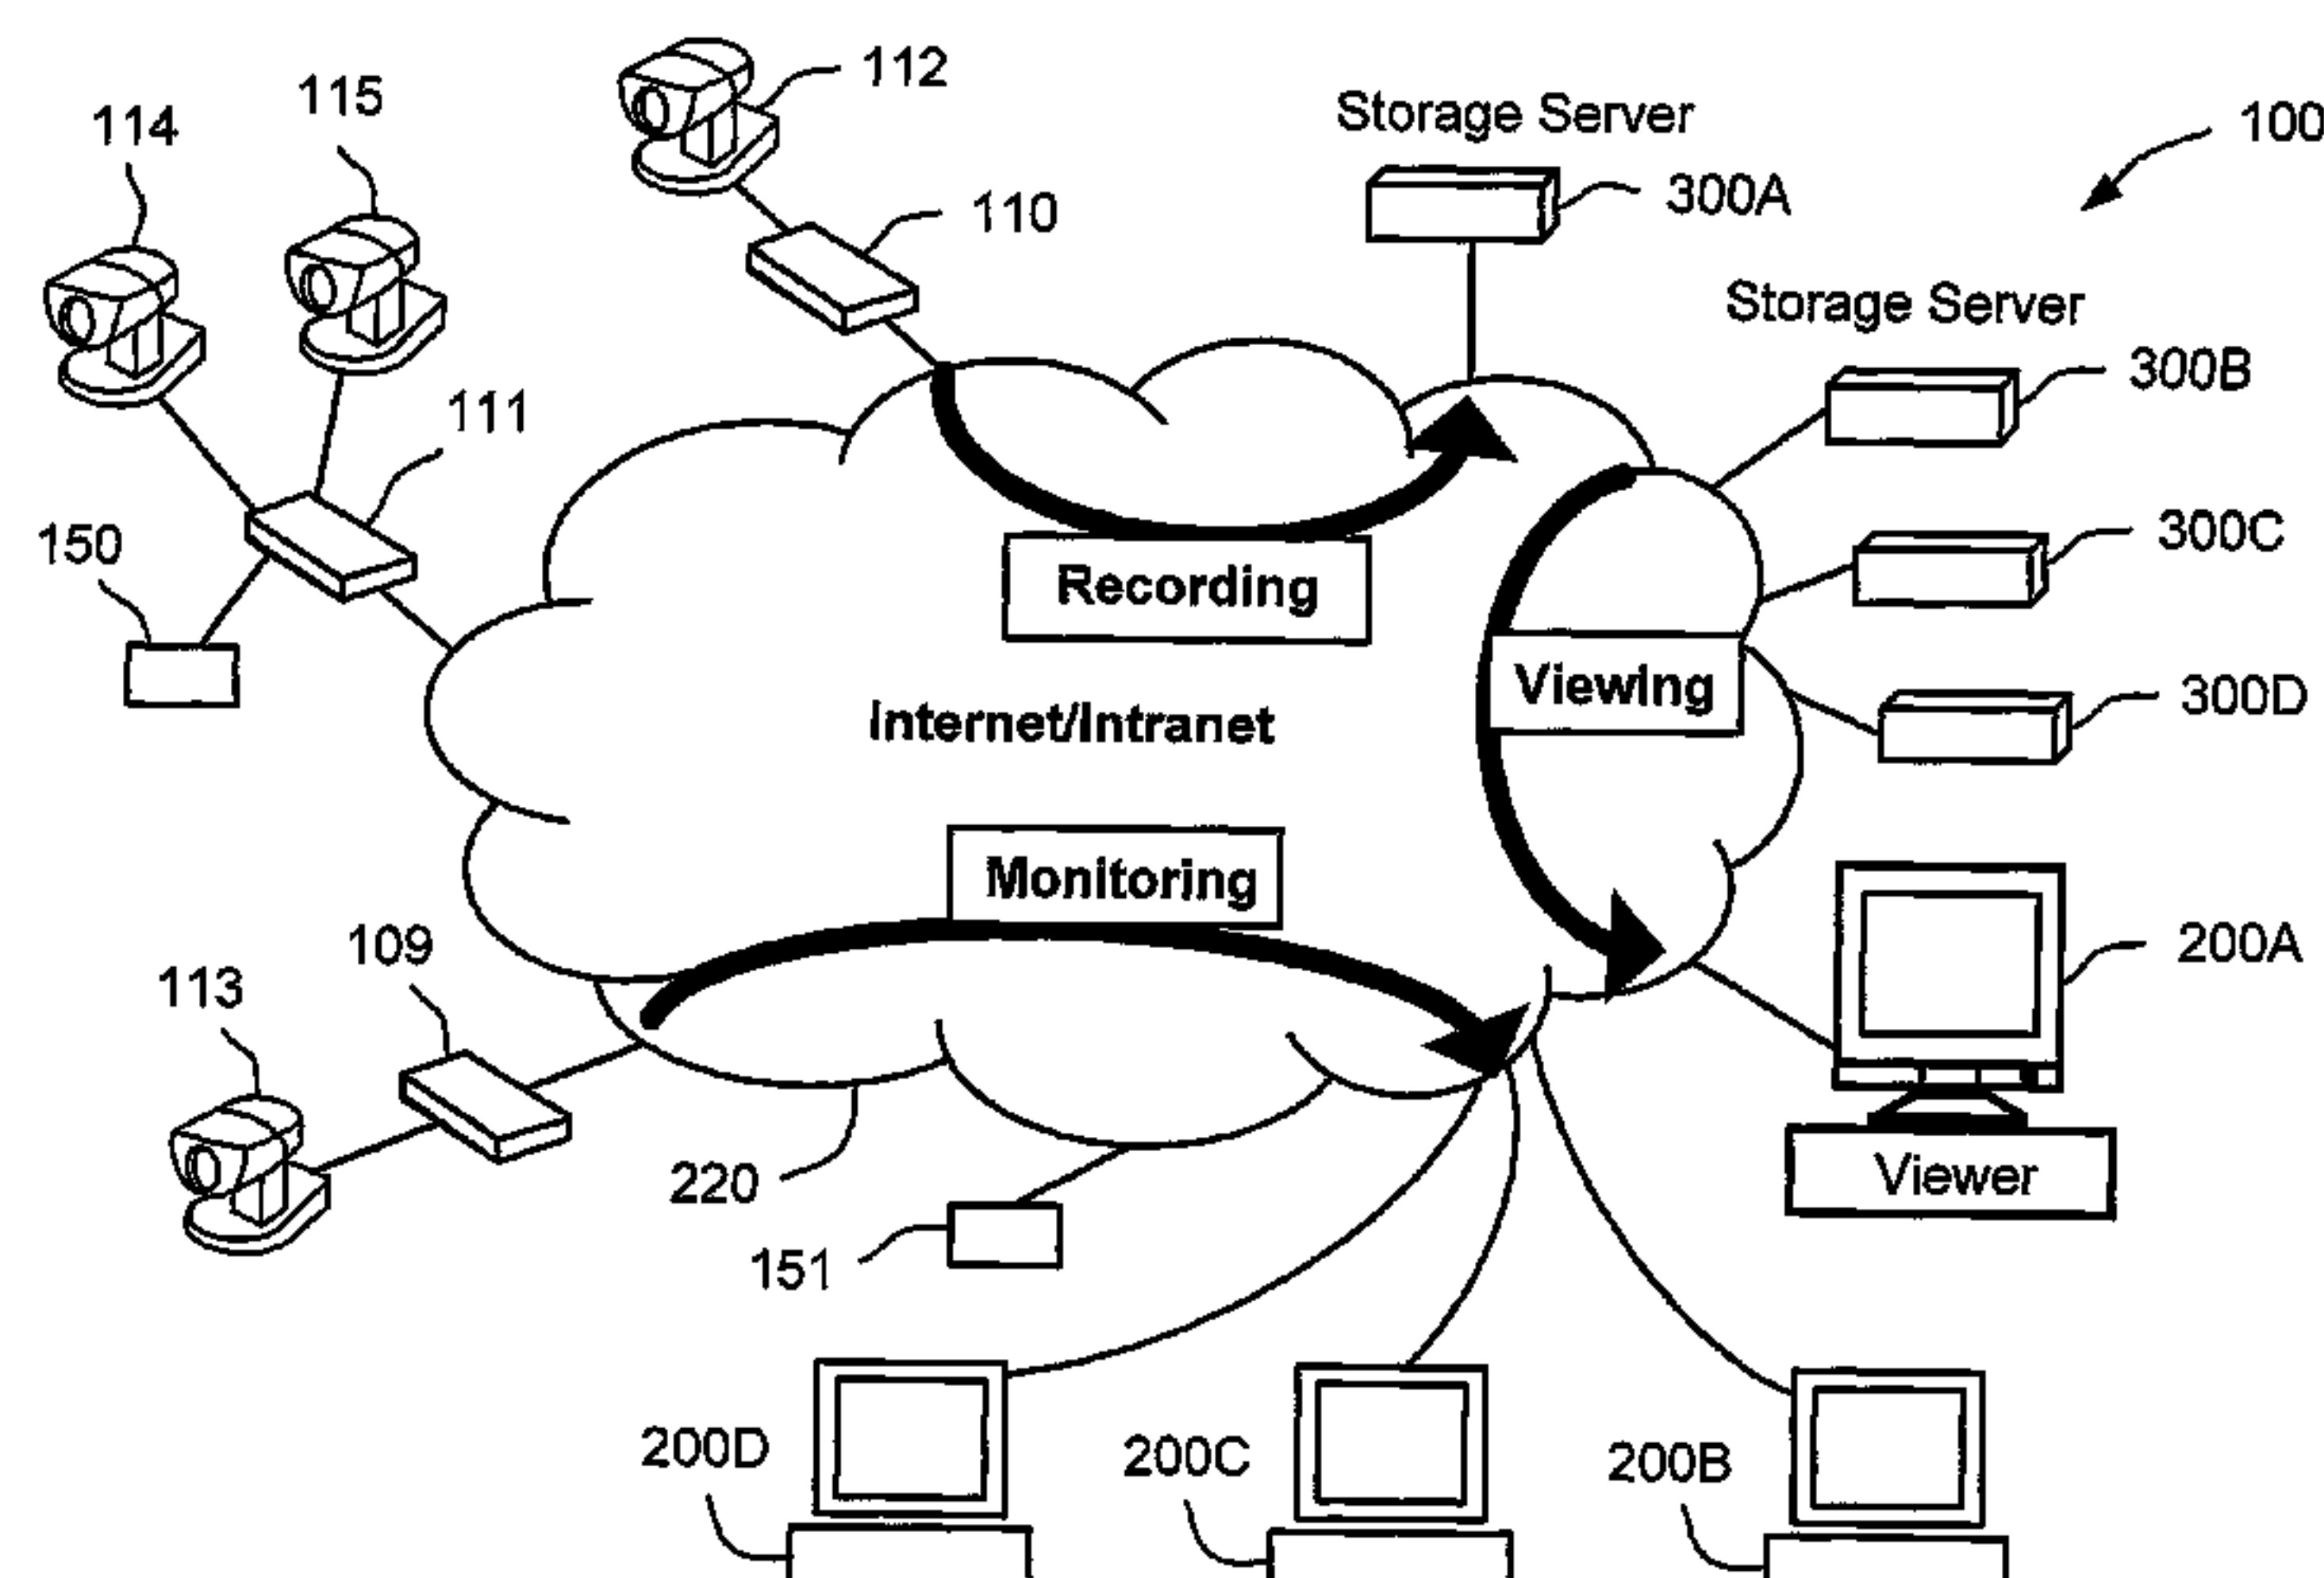 112
115
Storage Server
100
114
300A
110
Storage Server
300B
111
300C
150
Recording
Viewing
300D
Internet/Intranet
Monitoring
200A
109
113
Viewer
220
151
200D
200C
200B